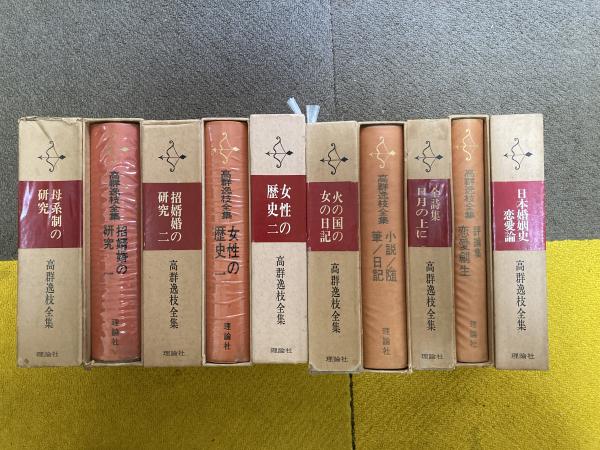 母系制の
研究
高群逸枝全集
理論社
高群逸枝全集
招婿婚の
研究 一
理論社
招婿婚の
研究 二
高群逸枝全集
理論社
高群逸枝全集
女性の
歴史 一
理論社
女性の
歴史 二
高群逸枝全集
理論社
火の国の
女の日記
高群逸枝全集
理論社
高群逸枝全集
小説/随
筆/日記
理論社
全詩集
日月の上に
高群逸枝全集
理論社
高群逸枝全集
評論集
恋愛創生
理論社
日本婚姻史
恋愛論
高群逸枝全集
理論社